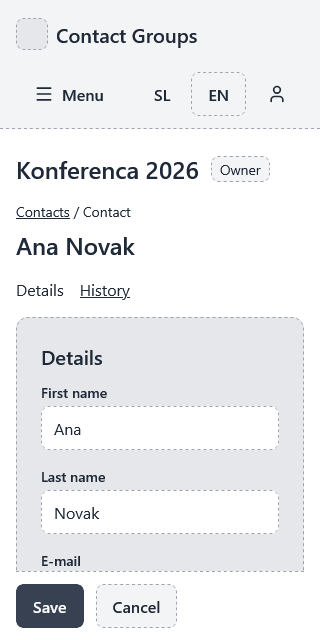 Contact Groups
Menu SL EN
Konferenca 2026 Owner
Contacts / Contact
Ana Novak
Details History
Details
First name
Ana
Last name
Novak
E-mail
Save Cancel